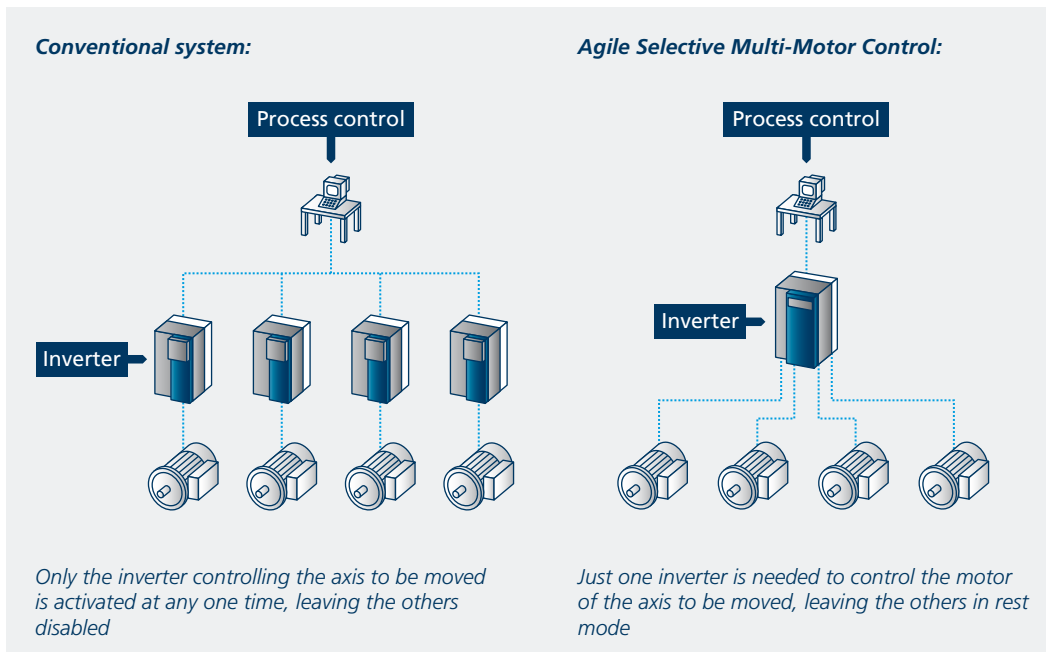 Conventional system:
Process control
Inverter
Only the inverter controlling the axis to be moved
is activated at any one time, leaving the others
disabled
Agile Selective Multi-Motor Control:
Process control
Inverter
Just one inverter is needed to control the motor
of the axis to be moved, leaving the others in rest
mode